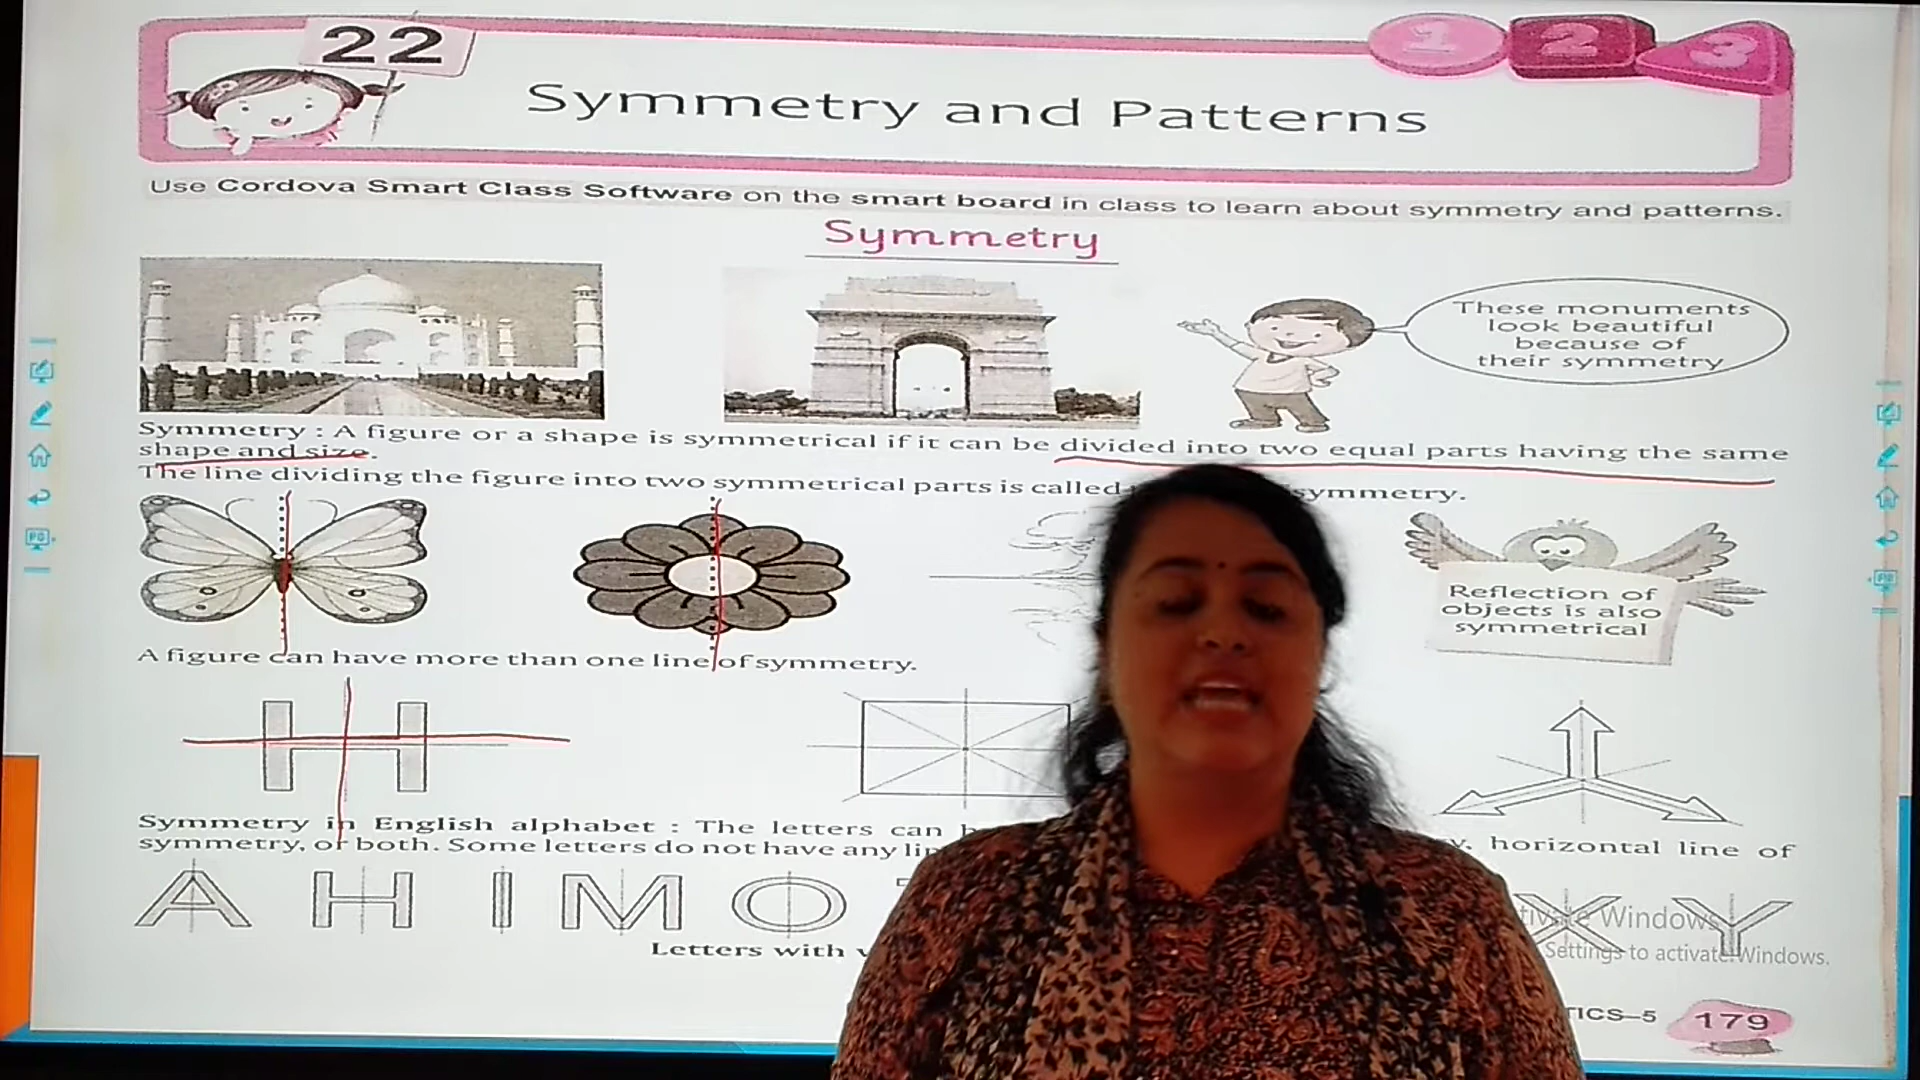 22
1 2 3
Symmetry and Patterns
Use Cordova Smart Class Software on the smart board in class to learn about symmetry and patterns.
Symmetry
These monuments
look beautiful
because of
their symmetry
Symmetry : A figure or a shape is symmetrical if it can be divided into two equal parts having the same
shape and size.
The line dividing the figure into two symmetrical parts is called symmetry.
Reflection of
objects is also
symmetrical
A figure can have more than one line of symmetry.
H
Symmetry in English alphabet : The letters can horizontal line of
symmetry, or both. Some letters do not have any
A H I M O X Y
Letters with
Windows
Settings to activate Windows.
179